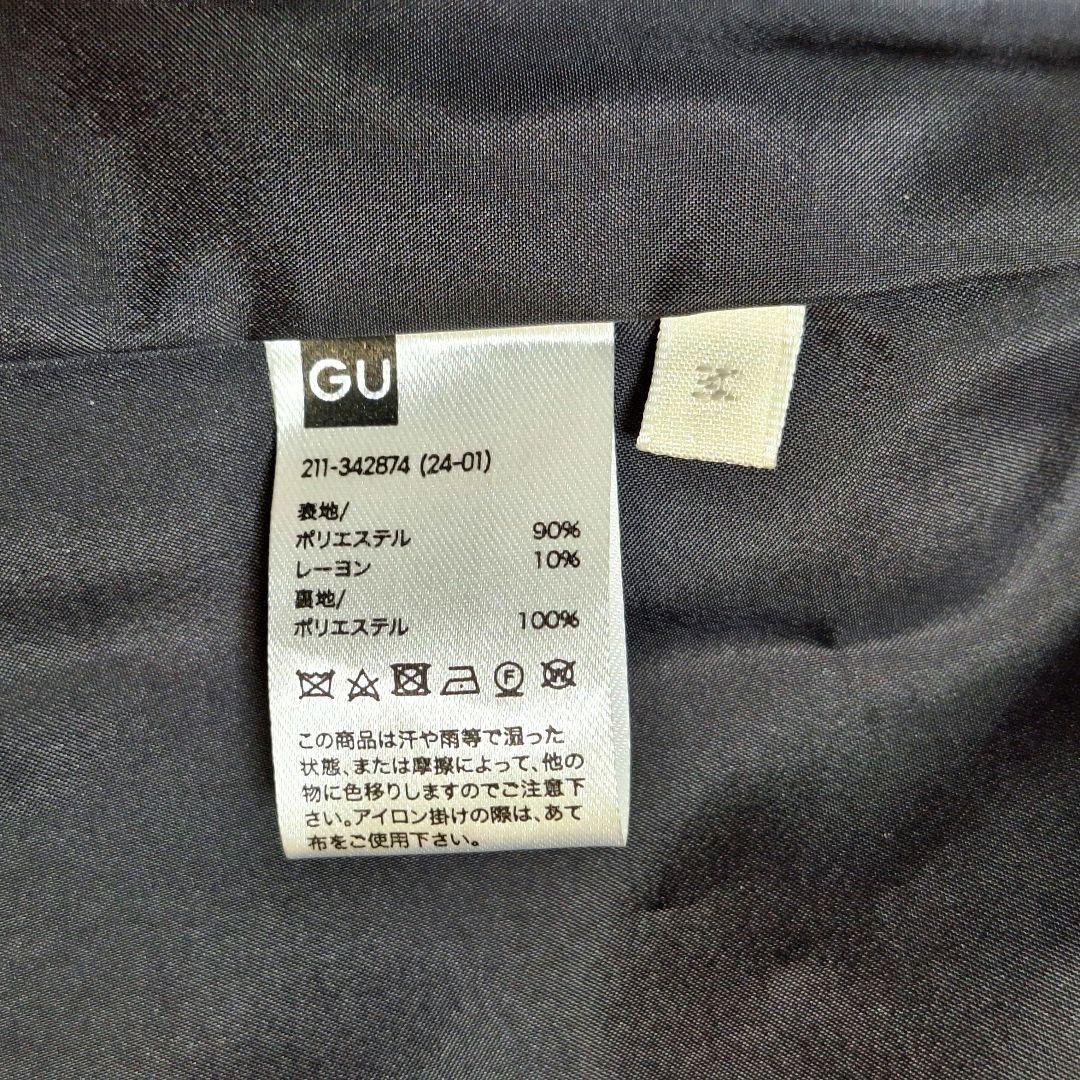 GU
211-342874 (24-01)
表地/
ポリエステル 90%
レーヨン 10%
裏地/
ポリエステル 100%
F W
この商品は汗や雨等で湿った
状態、または摩擦によって、他の
物に色移りしますのでご注意下
さい。アイロン掛けの際は、あて
布をご使用下さい。